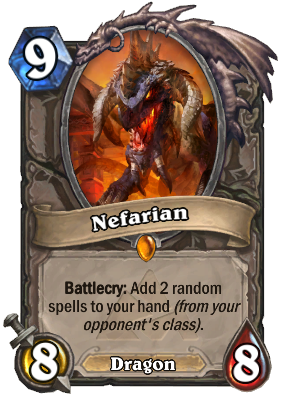 9
Nefarian
Battlecry: Add 2 random
spells to your hand (from your
opponent's class).
8
Dragon
8